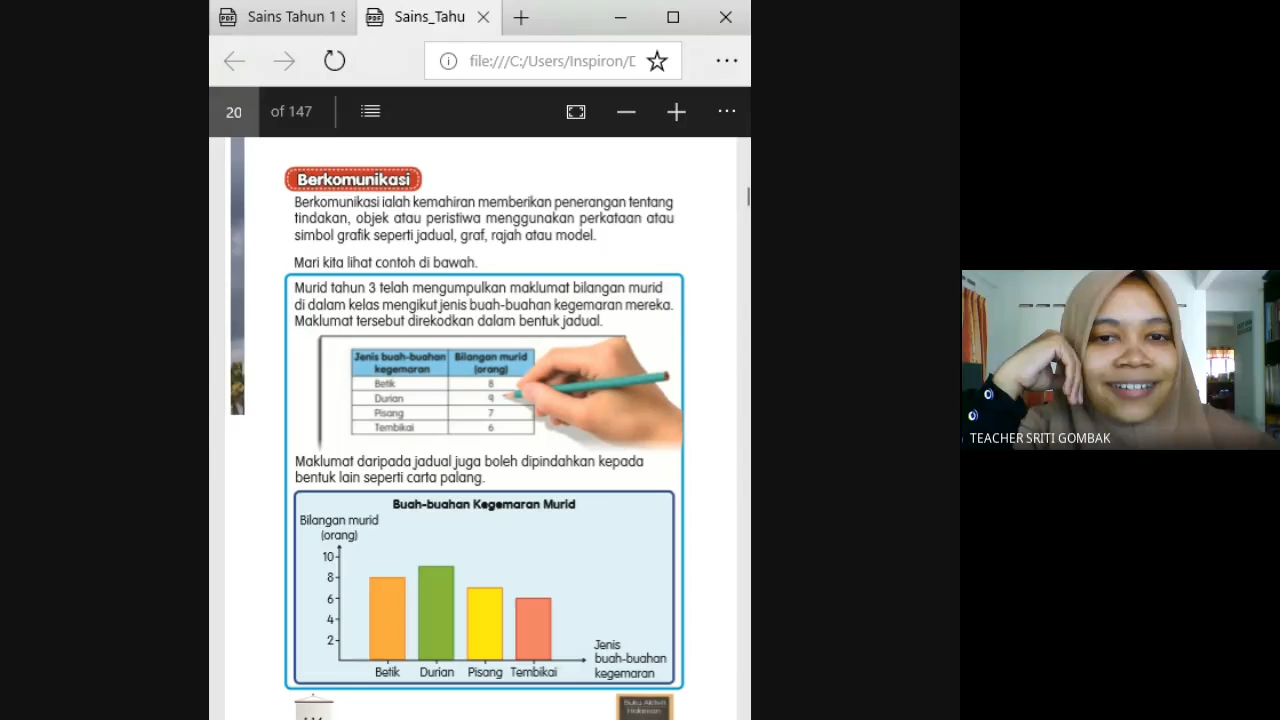 Sains Tahun 1 S
Sains_Tahu
file:///C:/Users/Inspiron/D
20 of 147
Berkomunikasi
Berkomunikasi ialah kemahiran memberikan penerangan tentang
tindakan, objek atau peristiwa menggunakan perkataan atau
simbol grafik seperti jadual, graf, rajah atau model.
Mari kita lihat contoh di bawah.
Murid tahun 3 telah mengumpulkan maklumat bilangan murid
di dalam kelas mengikut jenis buah-buahan kegemaran mereka.
Maklumat tersebut direkodkan dalam bentuk jadual.
Jenis buah-buahan kegemaran Bilangan murid (orang)
Betik 8
Durian 9
Pisang 7
Tembikai 6
Maklumat daripada jadual juga boleh dipindahkan kepada
bentuk lain seperti carta palang.
Buah-buahan Kegemaran Murid
Bilangan murid
(orang)
10
8
6
4
2
Betik Durian Pisang Tembikai
Jenis
buah-buahan
kegemaran
Buku Aktiviti
Halaman
TEACHER SRITI GOMBAK